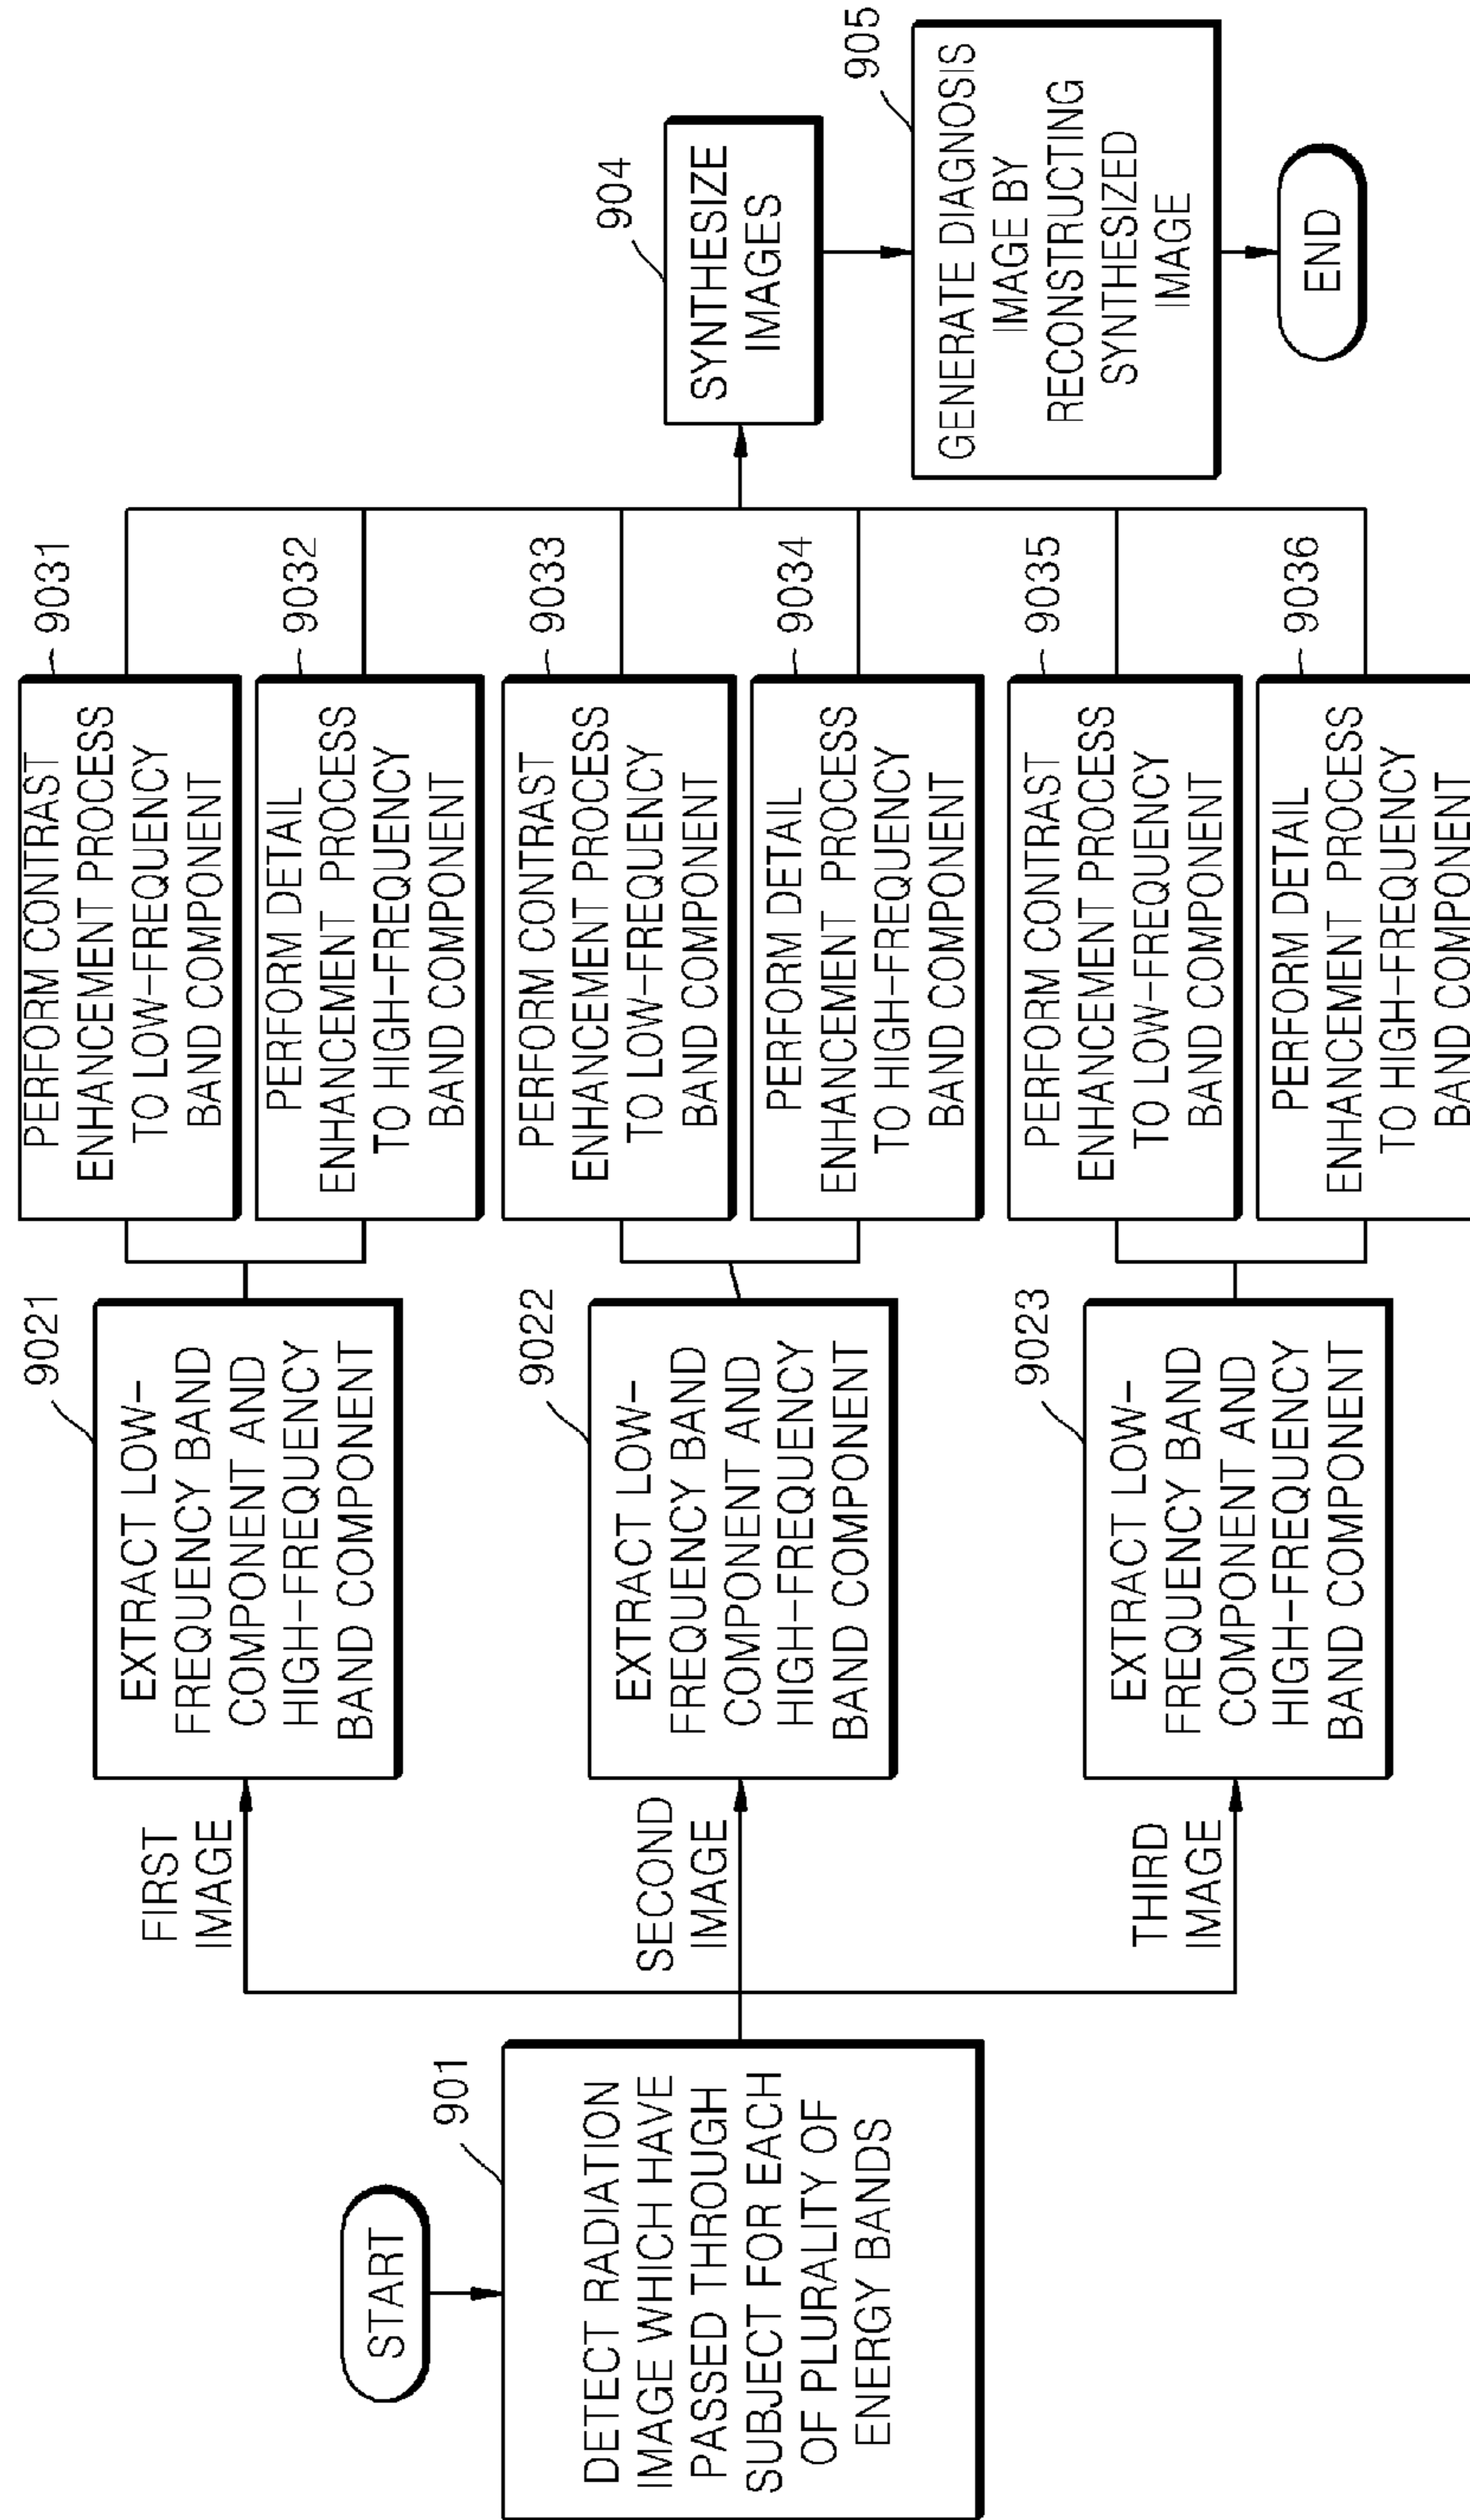 START
901
DETECT RADIATION
IMAGE WHICH HAVE
PASSED THROUGH
SUBJECT FOR EACH
OF PLURALITY OF
ENERGY BANDS
FIRST
IMAGE
SECOND
IMAGE
THIRD
IMAGE
9021
EXTRACT LOW-
FREQUENCY BAND
COMPONENT AND
HIGH-FREQUENCY
BAND COMPONENT
9022
EXTRACT LOW-
FREQUENCY BAND
COMPONENT AND
HIGH-FREQUENCY
BAND COMPONENT
9023
EXTRACT LOW-
FREQUENCY BAND
COMPONENT AND
HIGH-FREQUENCY
BAND COMPONENT
9031
PERFORM CONTRAST
ENHANCEMENT PROCESS
TO LOW-FREQUENCY
BAND COMPONENT
9032
PERFORM DETAIL
ENHANCEMENT PROCESS
TO HIGH-FREQUENCY
BAND COMPONENT
9033
PERFORM CONTRAST
ENHANCEMENT PROCESS
TO LOW-FREQUENCY
BAND COMPONENT
9034
PERFORM DETAIL
ENHANCEMENT PROCESS
TO HIGH-FREQUENCY
BAND COMPONENT
9035
PERFORM CONTRAST
ENHANCEMENT PROCESS
TO LOW-FREQUENCY
BAND COMPONENT
9036
PERFORM DETAIL
ENHANCEMENT PROCESS
TO HIGH-FREQUENCY
BAND COMPONENT
904
SYNTHESIZE
IMAGES
905
GENERATE DIAGNOSIS
IMAGE BY
RECONSTRUCTING
SYNTHESIZED
IMAGE
END